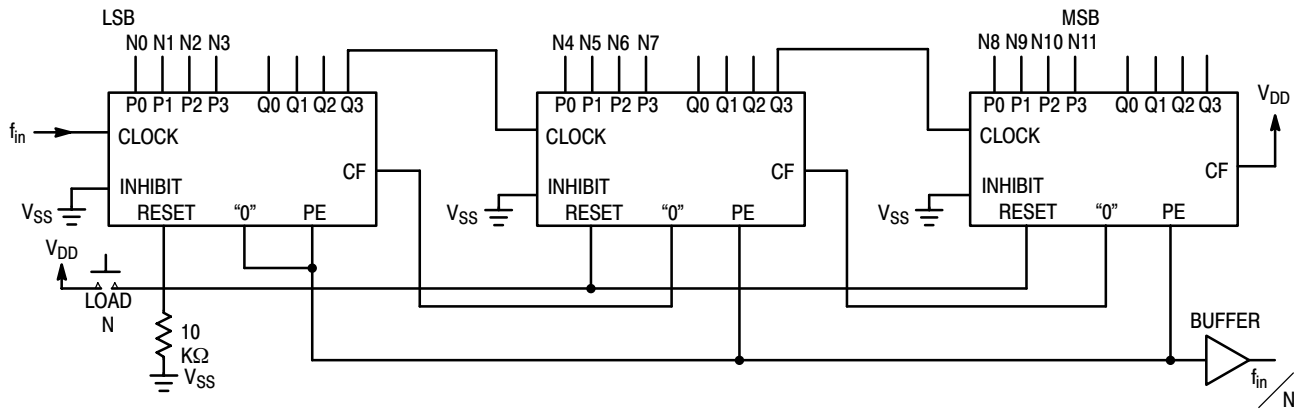 LSB
N0 N1 N2 N3
P0 P1 P2 P3
Q0 Q1 Q2 Q3
fin
CLOCK
CF
INHIBIT
VSS
RESET
“0”
PE
N4 N5 N6 N7
P0 P1 P2 P3
Q0 Q1 Q2 Q3
CLOCK
CF
INHIBIT
VSS
RESET
“0”
PE
MSB
N8 N9 N10 N11
P0 P1 P2 P3
Q0 Q1 Q2 Q3
VDD
CLOCK
CF
INHIBIT
VSS
RESET
“0”
PE
VDD
LOAD
N
10
KΩ
VSS
BUFFER
fin
N